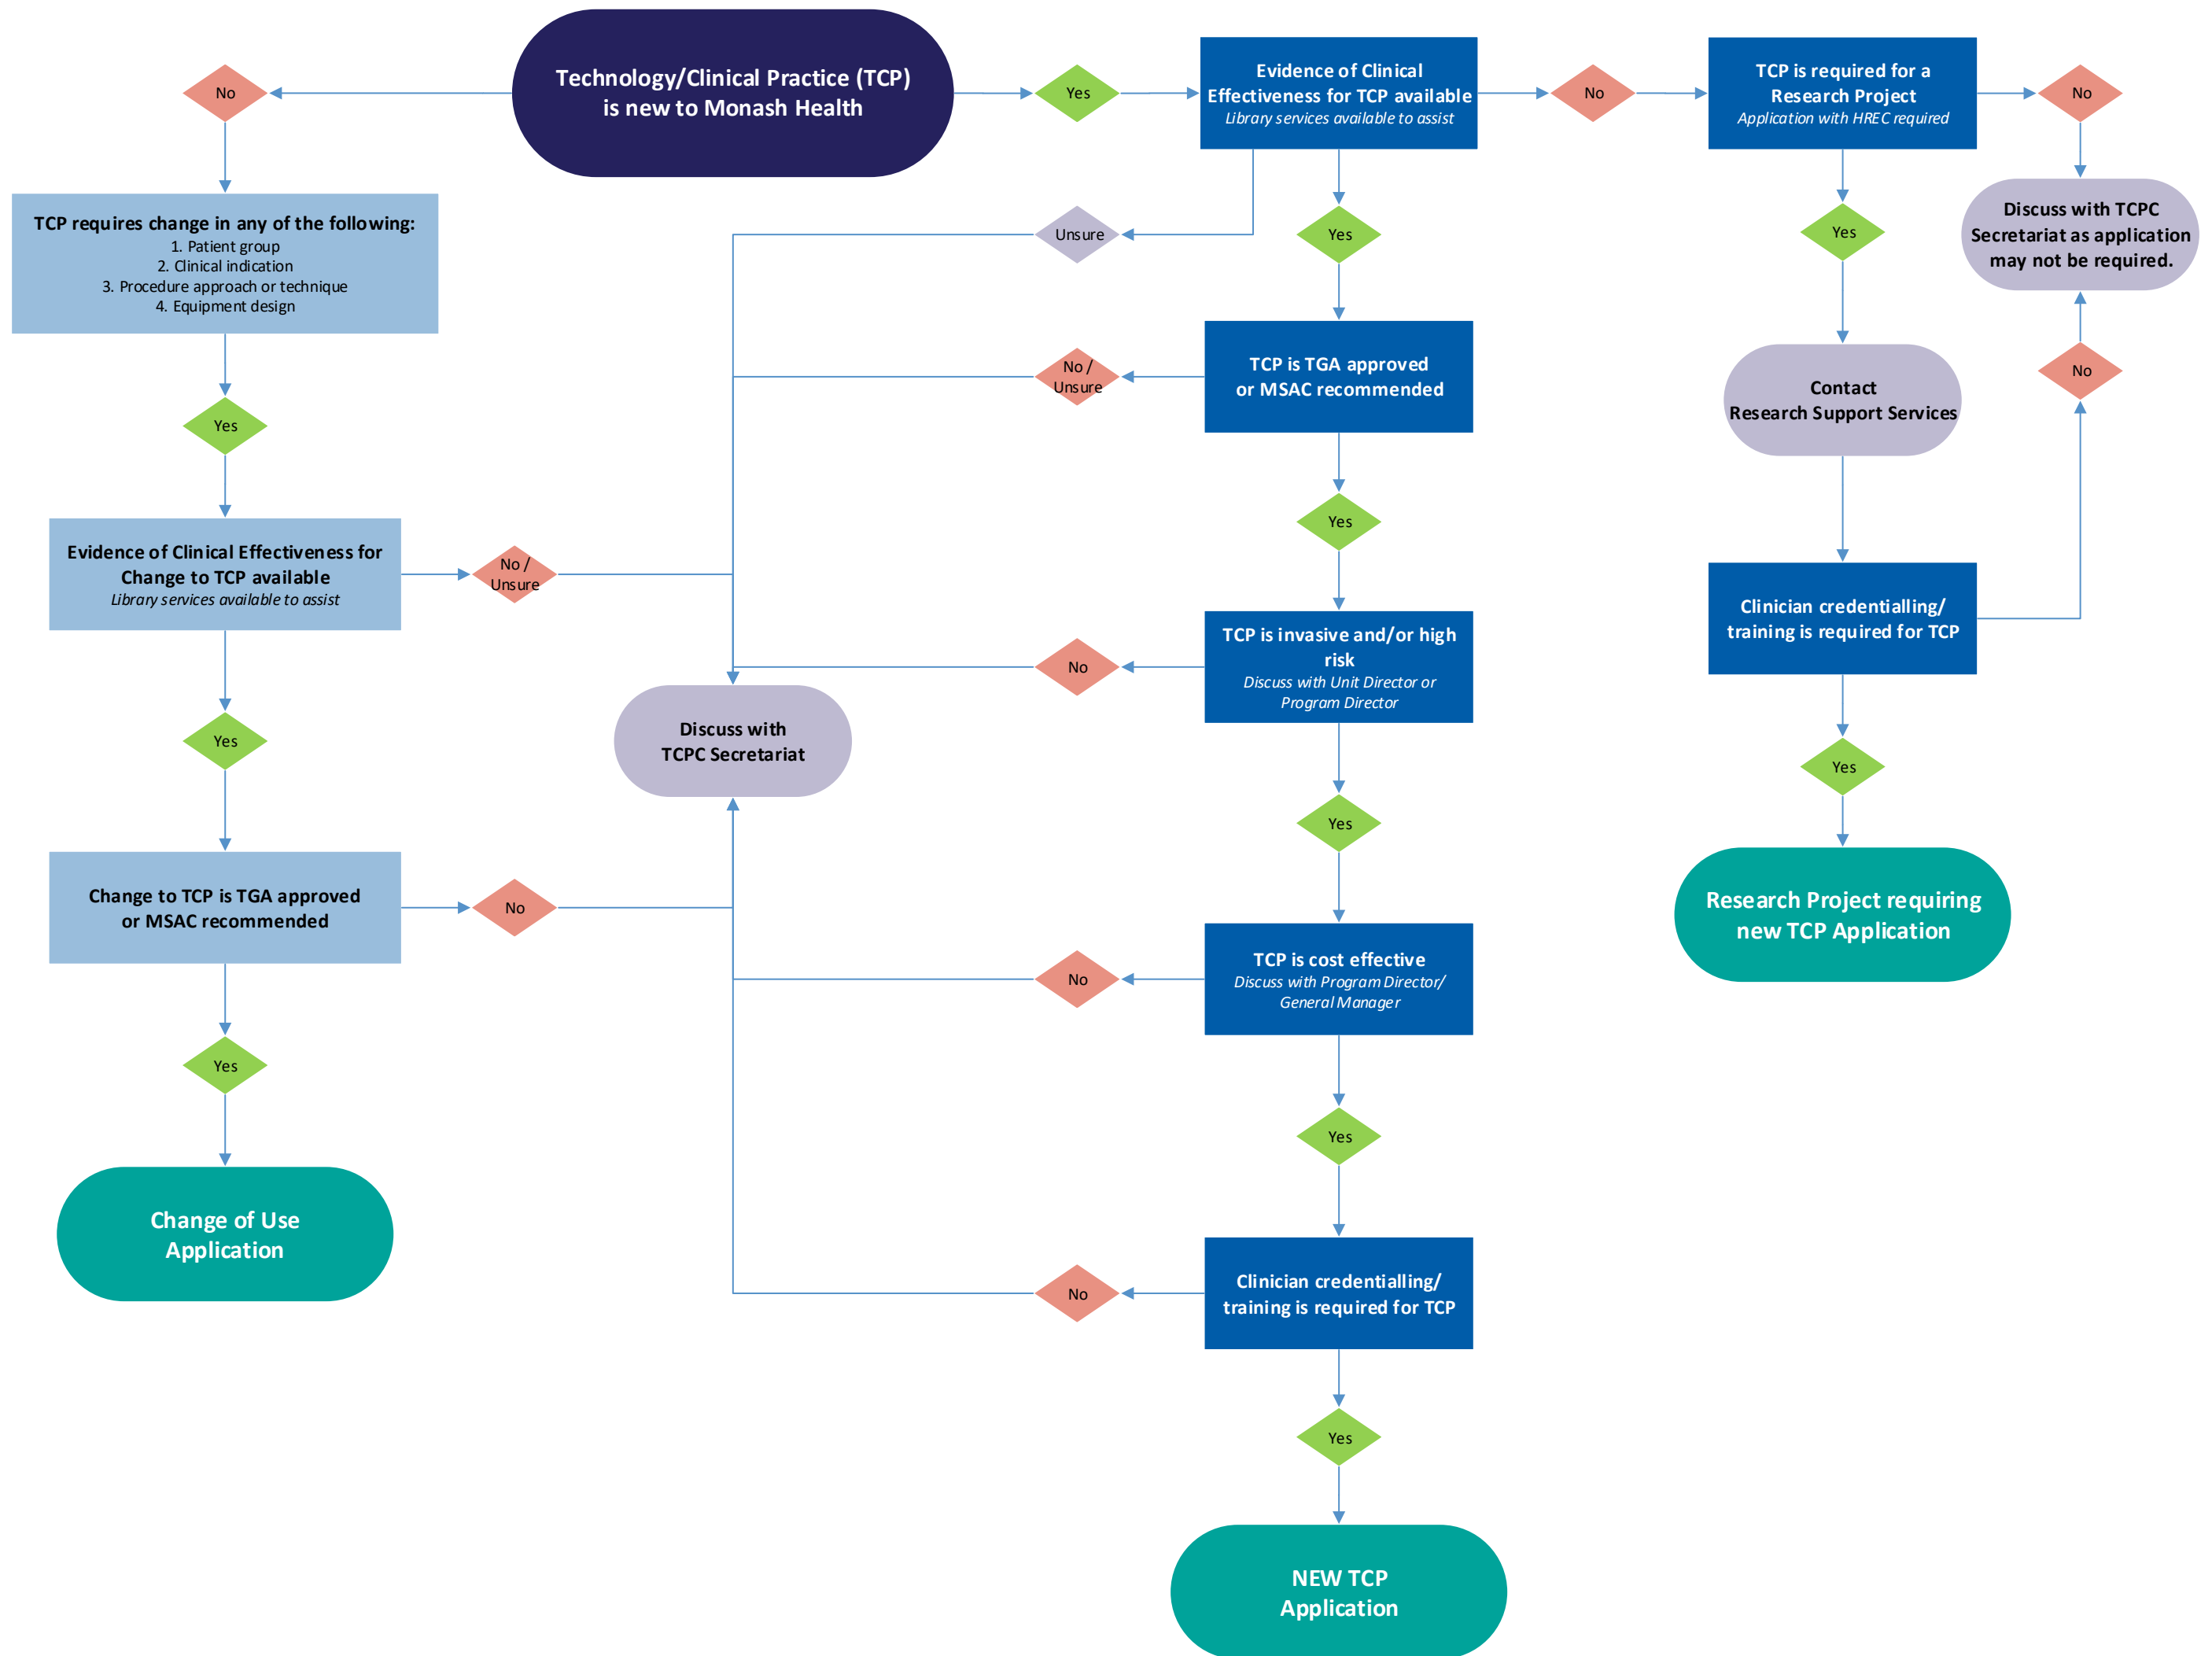 Technology/Clinical Practice (TCP)
is new to Monash Health
No
Yes
Evidence of Clinical
Effectiveness for TCP available
Library services available to assist
No
TCP is required for a
Research Project
Application with HREC required
No
TCP requires change in any of the following:
1. Patient group
2. Clinical indication
3. Procedure approach or technique
4. Equipment design
Unsure
Yes
Yes
Discuss with TCPC
Secretariat as application
may not be required.
No /
Unsure
TCP is TGA approved
or MSAC recommended
Contact
Research Support Services
No
Yes
Yes
Evidence of Clinical Effectiveness for
Change to TCP available
Library services available to assist
No /
Unsure
No
TCP is invasive and/or high
risk
Discuss with Unit Director or
Program Director
Clinician credentialling/
training is required for TCP
Yes
Discuss with
TCPC Secretariat
Yes
Yes
Change to TCP is TGA approved
or MSAC recommended
No
No
TCP is cost effective
Discuss with Program Director/
General Manager
Research Project requiring
new TCP Application
Yes
Yes
Change of Use
Application
No
Clinician credentialling/
training is required for TCP
Yes
NEW TCP
Application